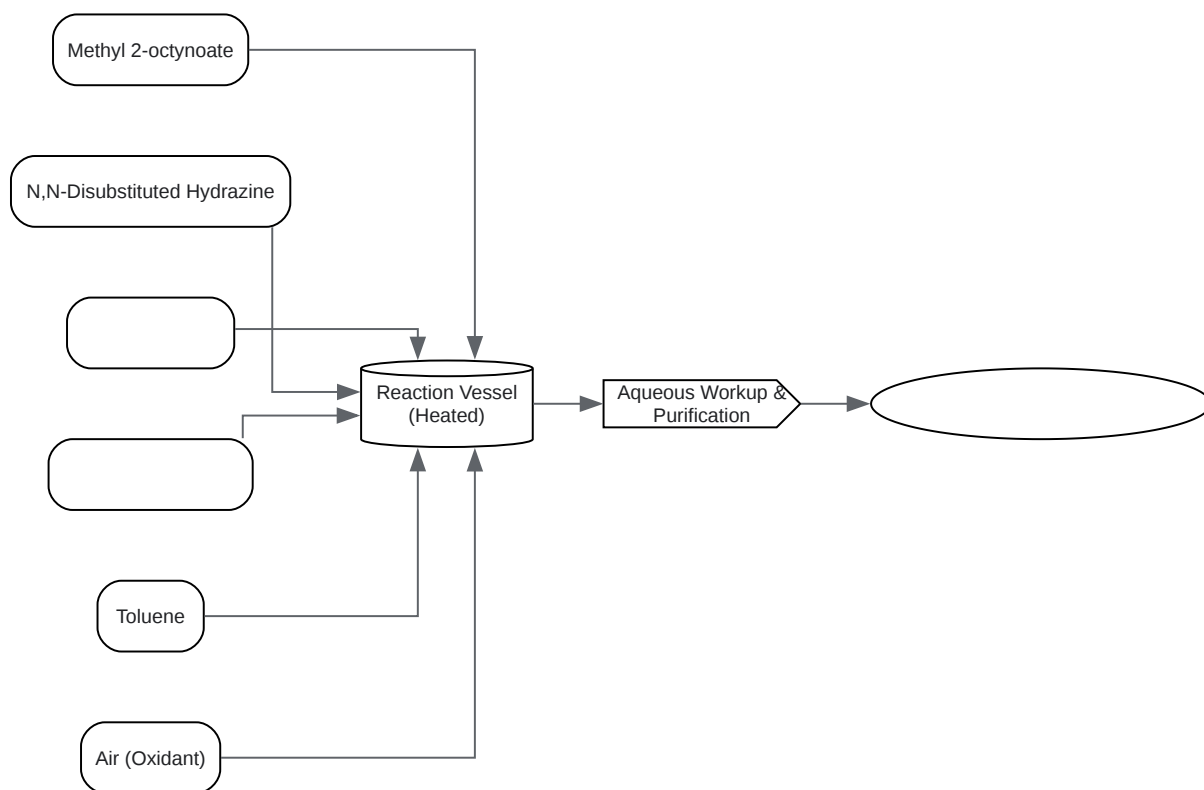 Methyl 2-octynoate
N,N-Disubstituted Hydrazine
Reaction Vessel
(Heated)
Aqueous Workup &
Purification
Toluene
Air (Oxidant)